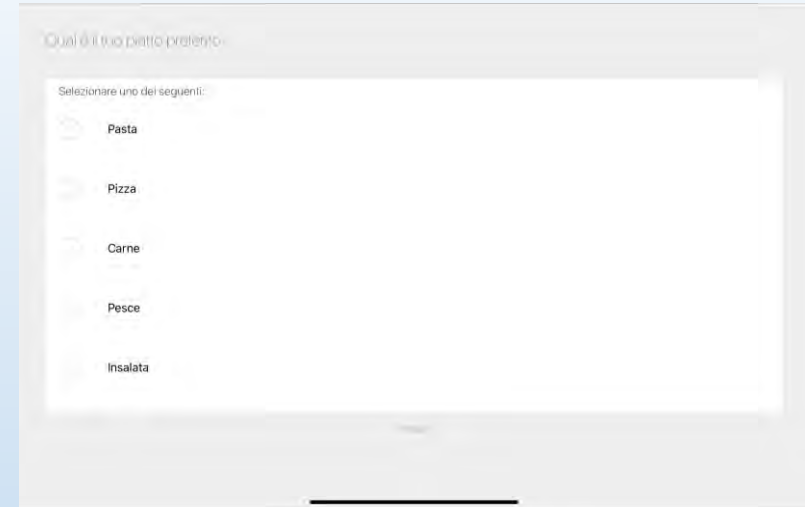 Qual è il tuo piatto preferito
Selezionare uno dei seguenti:
Pasta
Pizza
Carne
Pesce
Insalata